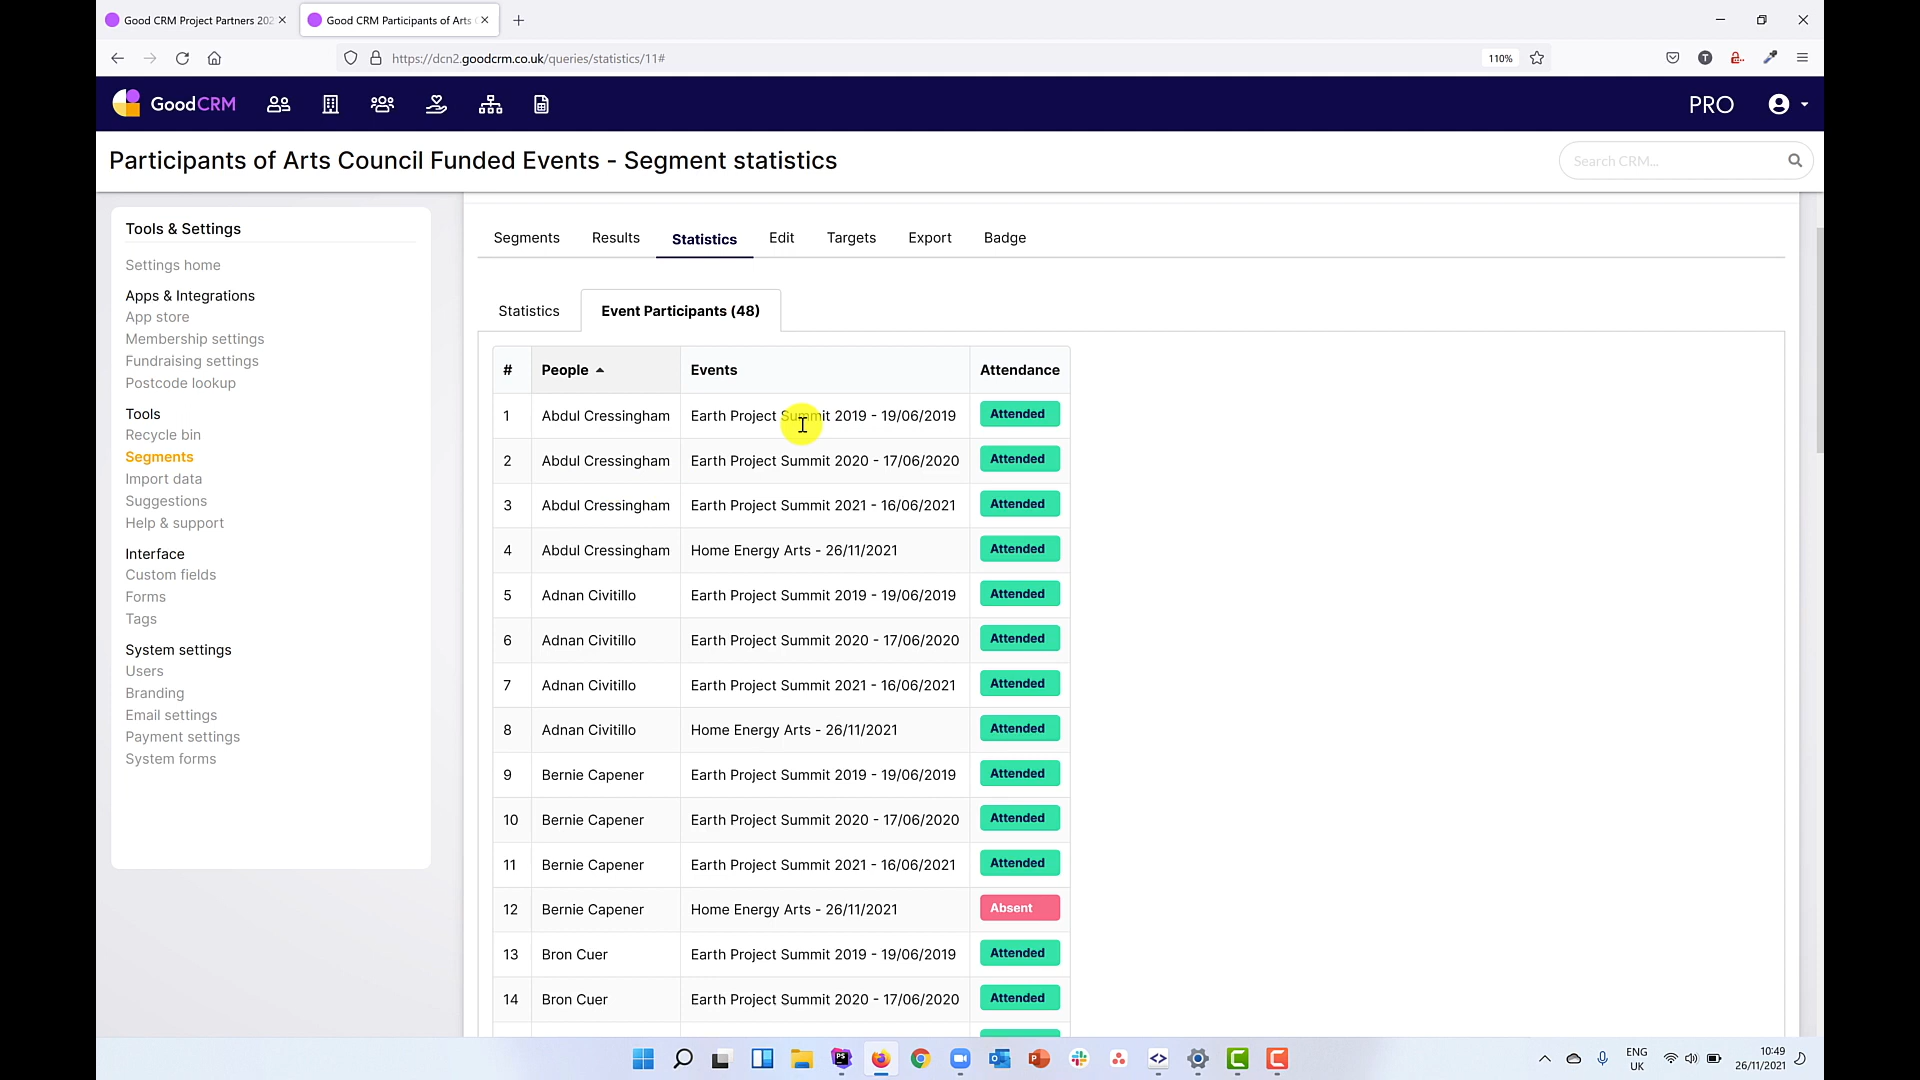 Good CRM Project Partners 202
Good CRM Participants of Arts
https://dcn2.goodcrm.co.uk/queries/statistics/11#
110%
GoodCRM
PRO
Participants of Arts Council Funded Events - Segment statistics
Search CRM...
Tools & Settings
Settings home
Apps & Integrations
App store
Membership settings
Fundraising settings
Postcode lookup
Tools
Recycle bin
Segments
Import data
Suggestions
Help & support
Interface
Custom fields
Forms
Tags
System settings
Users
Branding
Email settings
Payment settings
System forms
Segments Results Statistics Edit Targets Export Badge
Statistics Event Participants (48)
# People Events Attendance
1 Abdul Cressingham Earth Project Summit 2019 - 19/06/2019 Attended
2 Abdul Cressingham Earth Project Summit 2020 - 17/06/2020 Attended
3 Abdul Cressingham Earth Project Summit 2021 - 16/06/2021 Attended
4 Abdul Cressingham Home Energy Arts - 26/11/2021 Attended
5 Adnan Civitillo Earth Project Summit 2019 - 19/06/2019 Attended
6 Adnan Civitillo Earth Project Summit 2020 - 17/06/2020 Attended
7 Adnan Civitillo Earth Project Summit 2021 - 16/06/2021 Attended
8 Adnan Civitillo Home Energy Arts - 26/11/2021 Attended
9 Bernie Capener Earth Project Summit 2019 - 19/06/2019 Attended
10 Bernie Capener Earth Project Summit 2020 - 17/06/2020 Attended
11 Bernie Capener Earth Project Summit 2021 - 16/06/2021 Attended
12 Bernie Capener Home Energy Arts - 26/11/2021 Absent
13 Bron Cuer Earth Project Summit 2019 - 19/06/2019 Attended
14 Bron Cuer Earth Project Summit 2020 - 17/06/2020 Attended
ENG
UK
10:49
26/11/2021